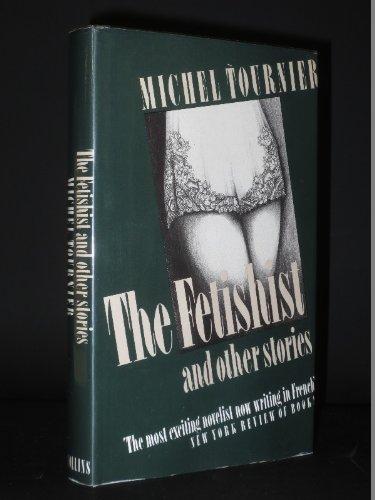 MICHEL TOURNIER
The Fetishist
and other stories
The most exciting novelist now writing in French
NEW YORK REVIEW OF BOOKS
The Fetishist and other stories
MICHEL TOURNIER
COLLINS